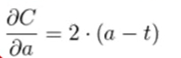 ∂C/∂a = 2 · (a − t)